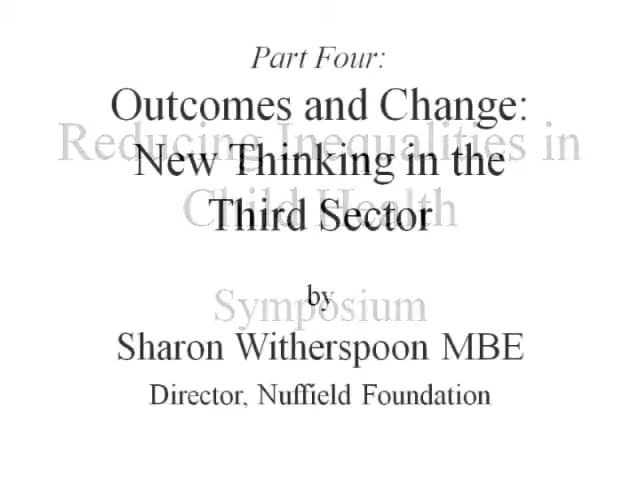 Part Four:
Outcomes and Change:
Reducing Inequalities in
New Thinking in the
Child Health
Third Sector
by
Symposium
Sharon Witherspoon MBE
Director, Nuffield Foundation